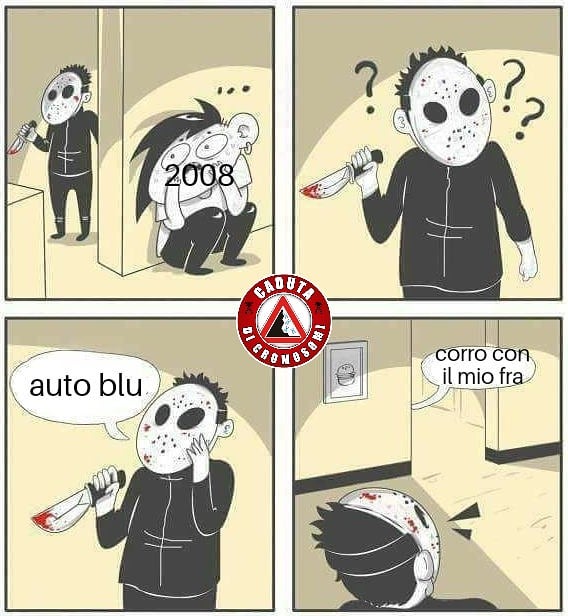 ...
2008
? ? ?
CADUTA
DI CROMOSOMI
auto blu
corro con
il mio fra